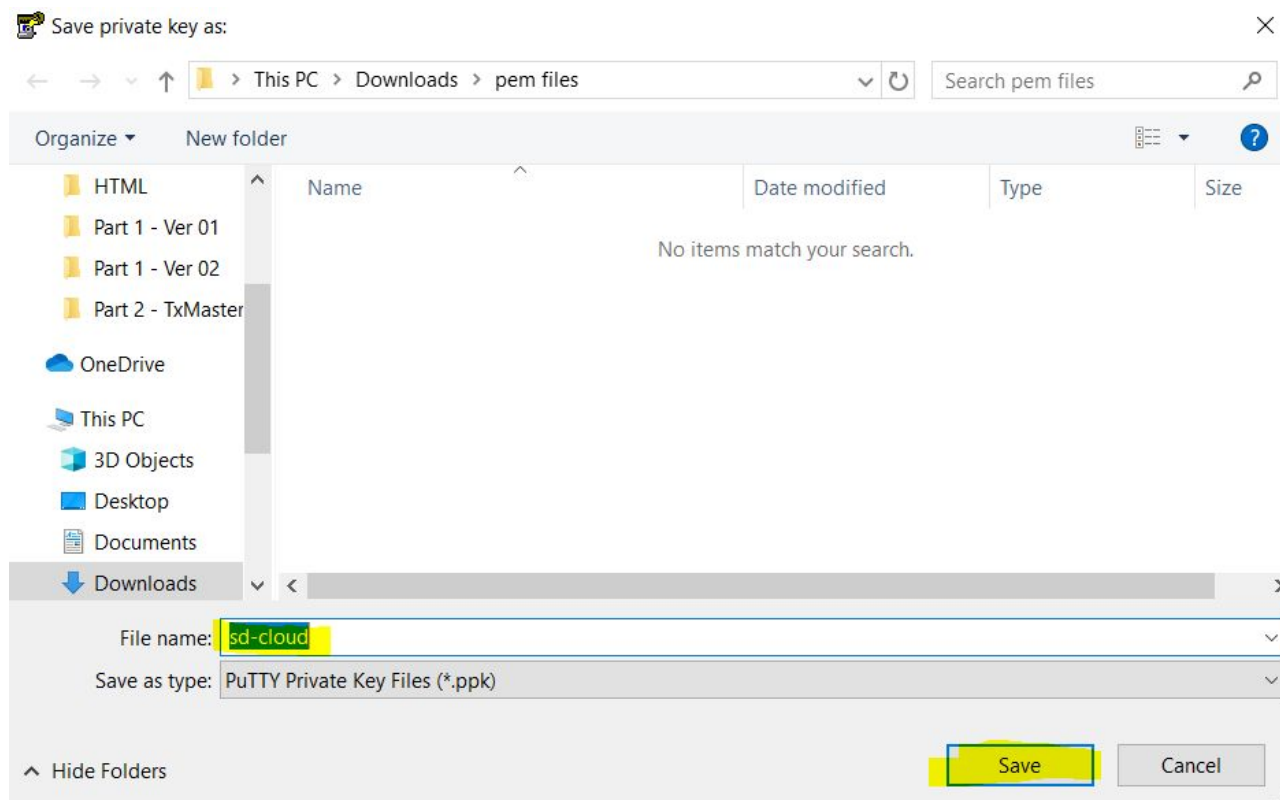 Save private key as:
This PC > Downloads > pem files
Search pem files
Organize
New folder
?
Name
Date modified
Type
Size
No items match your search.
HTML
Part 1 - Ver 01
Part 1 - Ver 02
Part 2 - TxMaster
OneDrive
This PC
3D Objects
Desktop
Documents
Downloads
File name: sd-cloud
Save as type: PuTTY Private Key Files (*.ppk)
Hide Folders
Save
Cancel